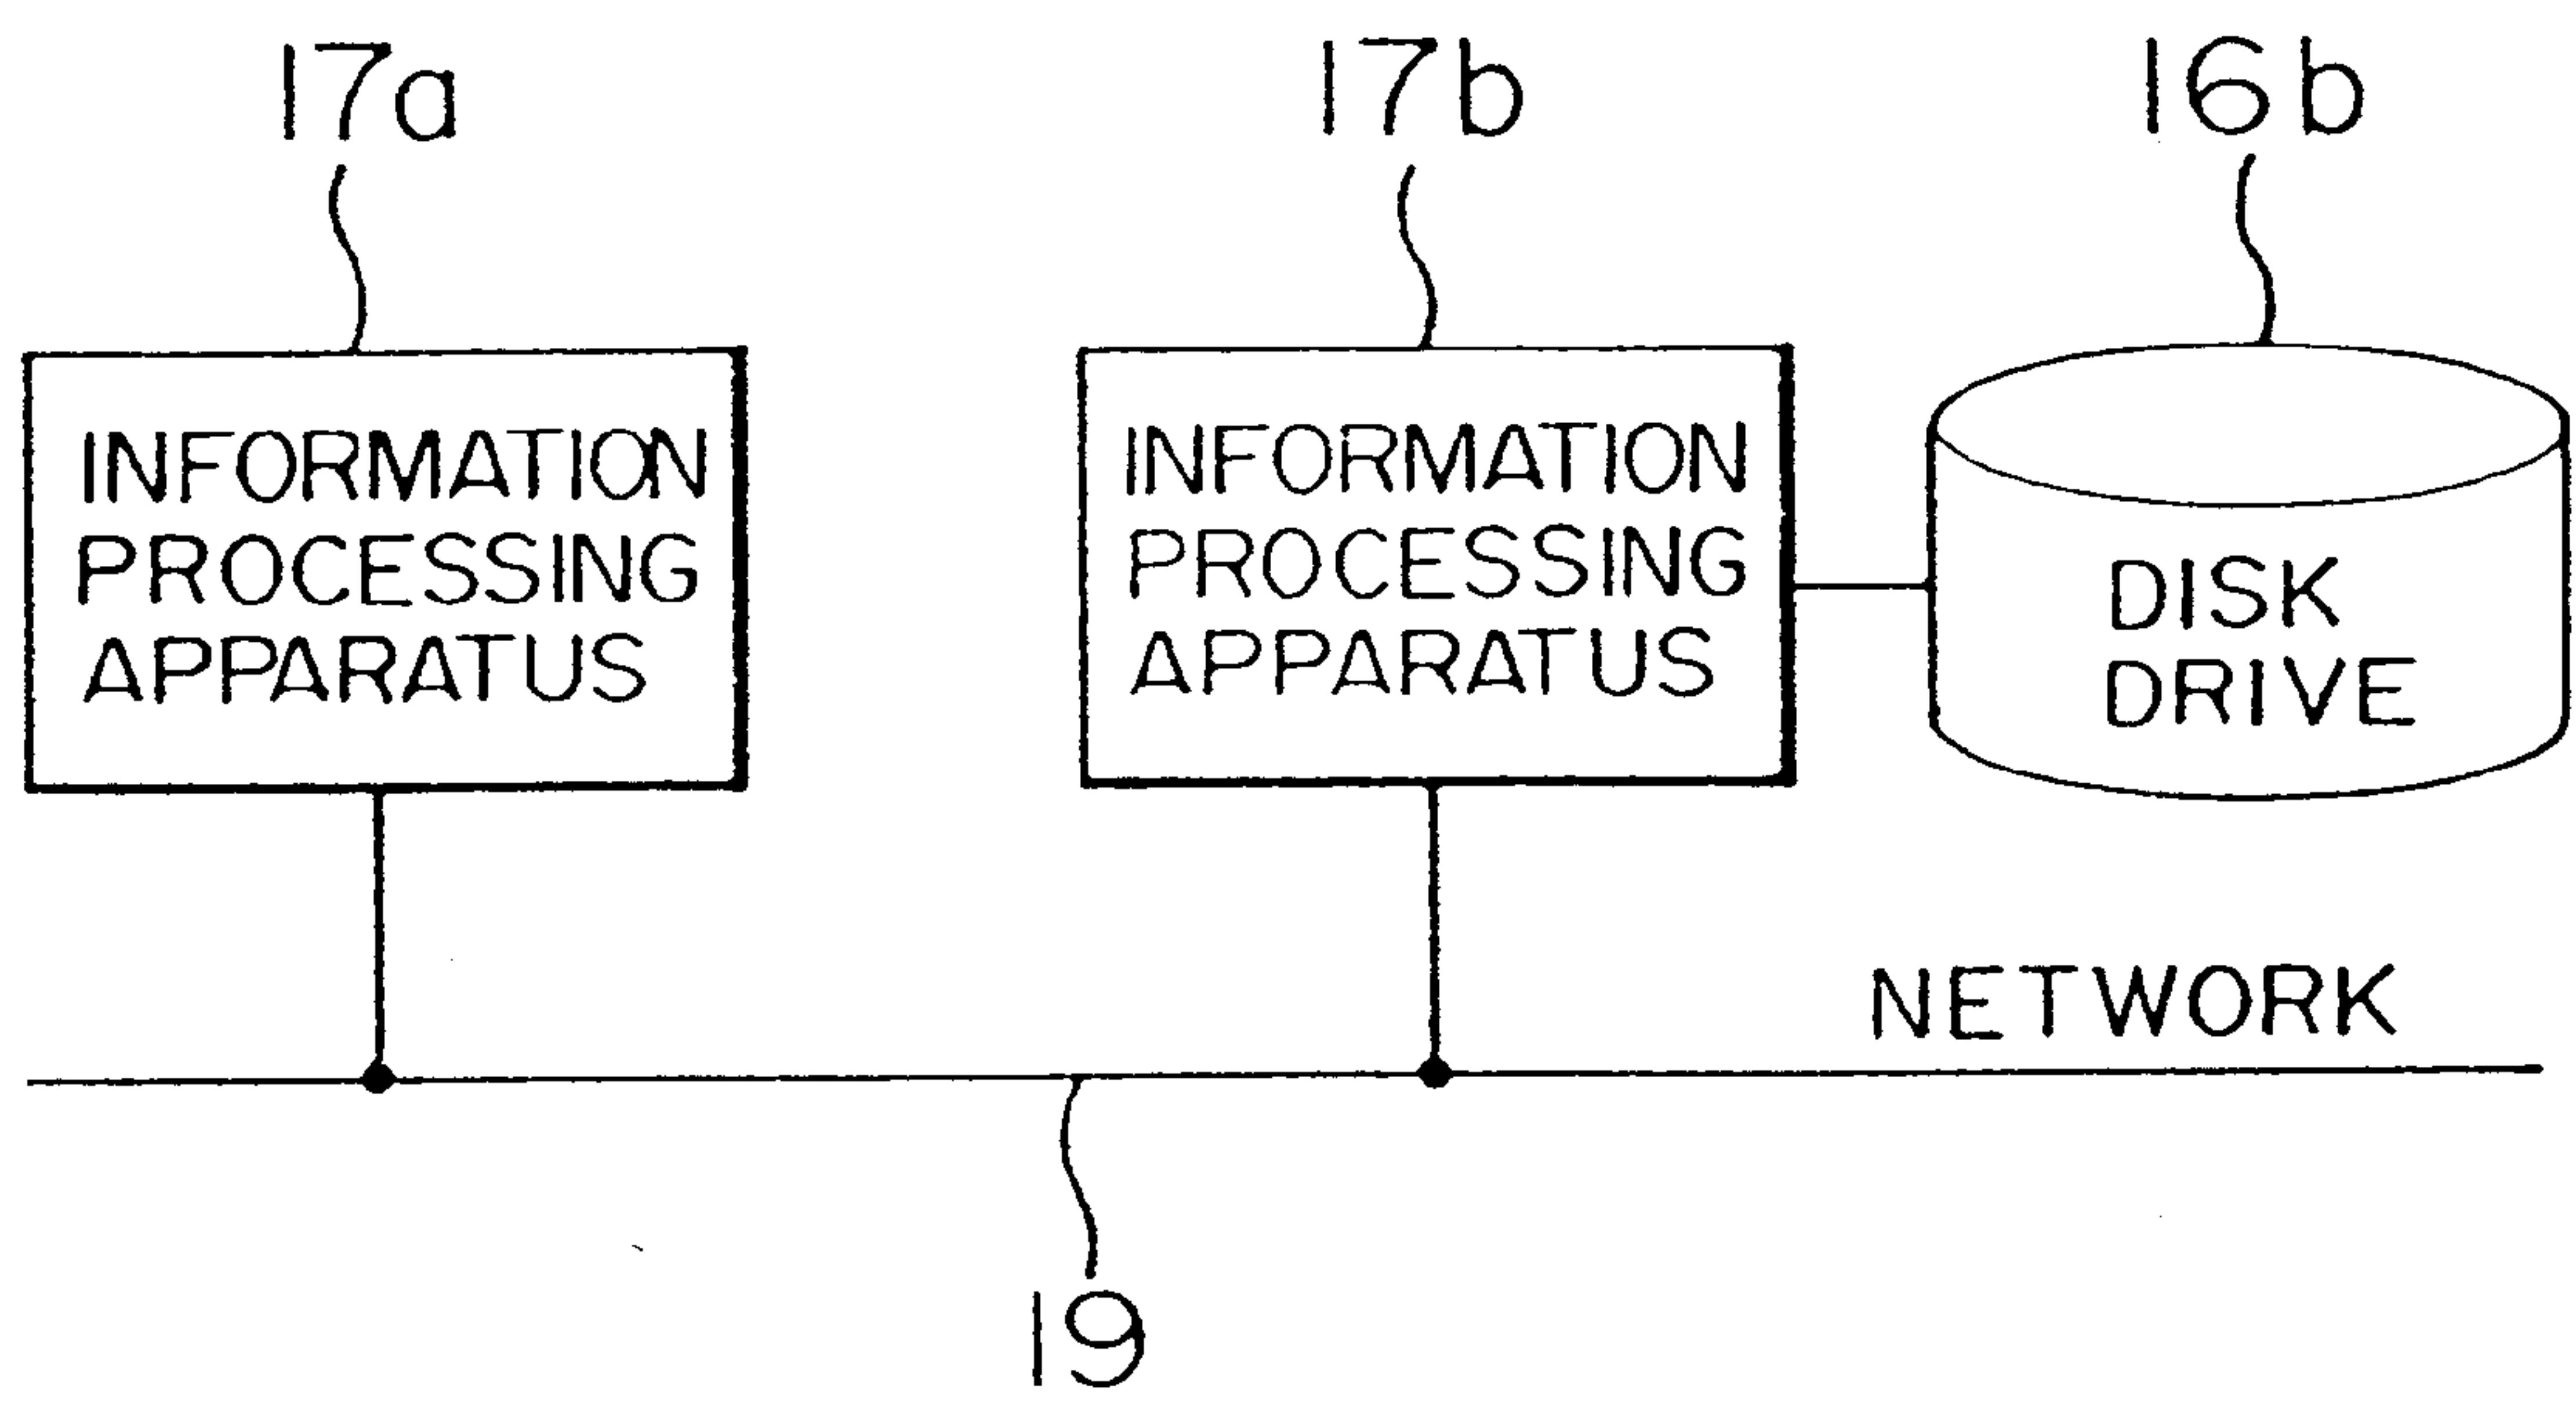 17a
17b
16b
INFORMATION
PROCESSING
APPARATUS
INFORMATION
PROCESSING
APPARATUS
DISK
DRIVE
NETWORK
19